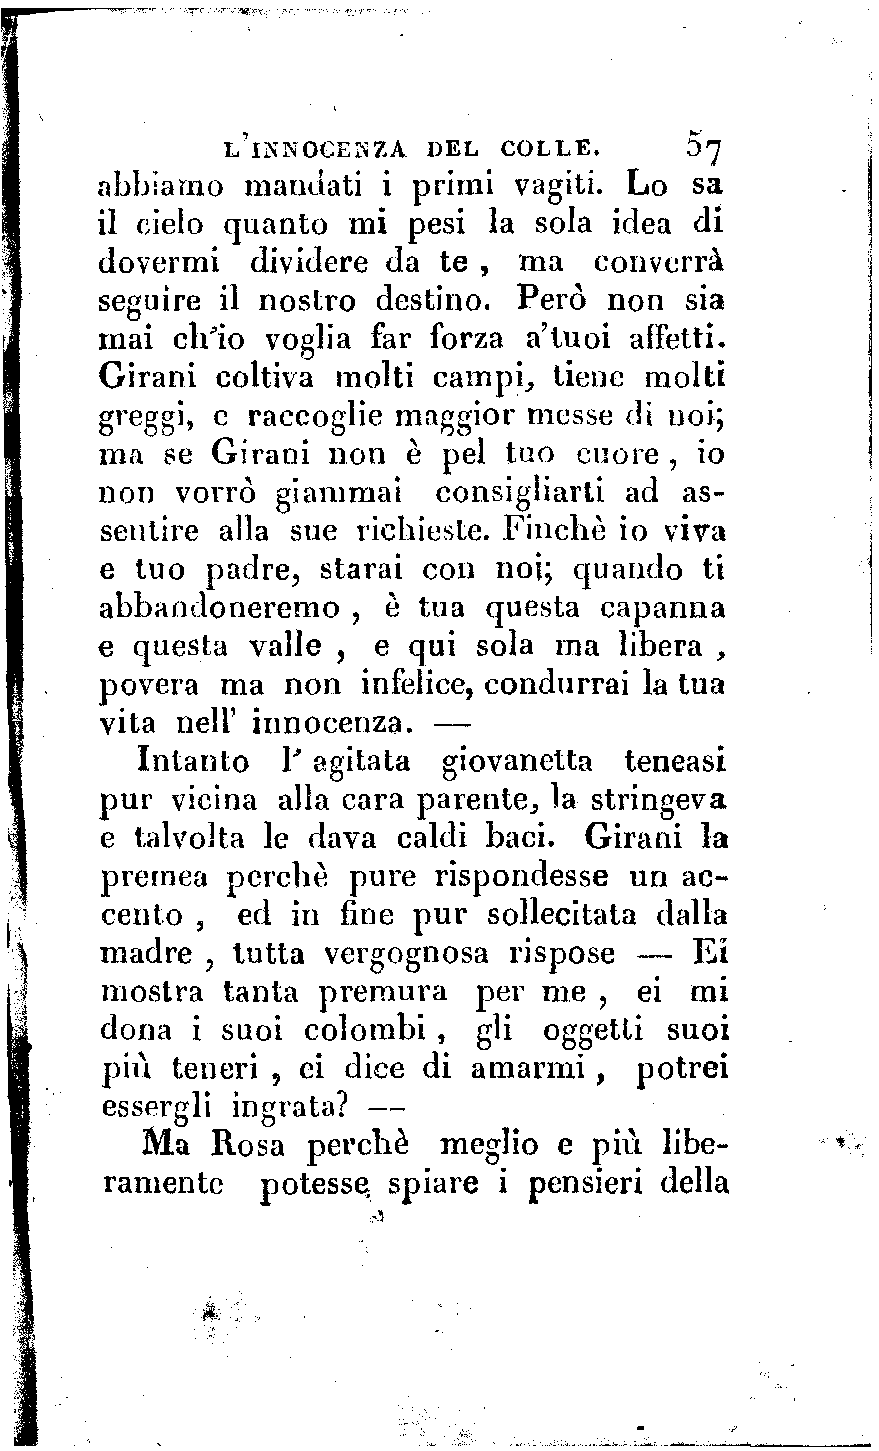 L'INNOCENZA DEL COLLE. 57
abbiamo mandati i primi vagiti. Lo sa
il cielo quanto mi pesi la sola idea di
dovermi dividere da te , ma converrà
seguire il nostro destino. Però non sia
mai ch'io voglia far forza a'tuoi affetti.
Girani coltiva molti campi, tiene molti
greggi, e raccoglie maggior messe di noi;
ma se Girani non è pel tuo cuore , io
non vorrò giammai consigliarti ad as-
sentire alla sue richieste. Finchè io viva
e tuo padre, starai con noi; quando ti
abbandoneremo , è tua questa capanna
e questa valle , e qui sola ma libera ,
povera ma non infelice, condurrai la tua
vita nell' innocenza. —
Intanto l' agitata giovanetta teneasi
pur vicina alla cara parente, la stringeva
e talvolta le dava caldi baci. Girani la
premea perchè pure rispondesse un ac-
cento , ed in fine pur sollecitata dalla
madre , tutta vergognosa rispose — Ei
mostra tanta premura per me , ei mi
dona i suoi colombi , gli oggetti suoi
più teneri , ei dice di amarmi , potrei
essergli ingrata? —
Ma Rosa perchè meglio e più libe-
ramente potesse spiare i pensieri della